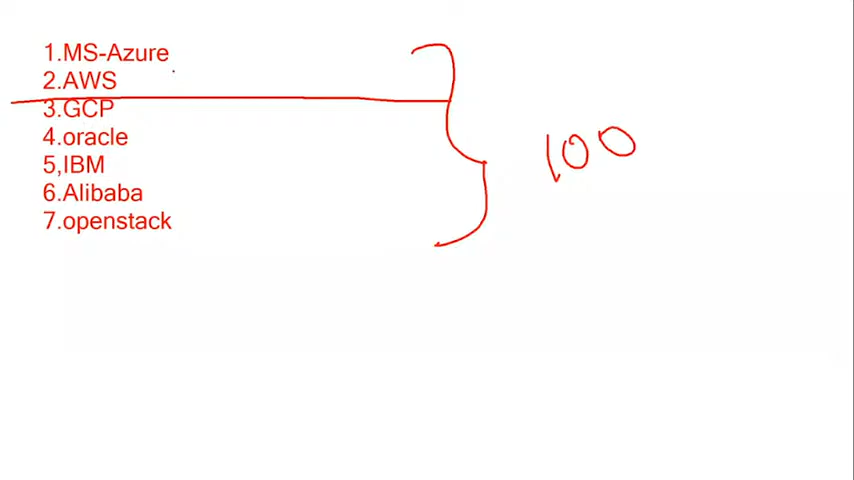 1.MS-Azure
2.AWS
3.GCP
4.oracle
5,IBM
6.Alibaba
7.openstack
100